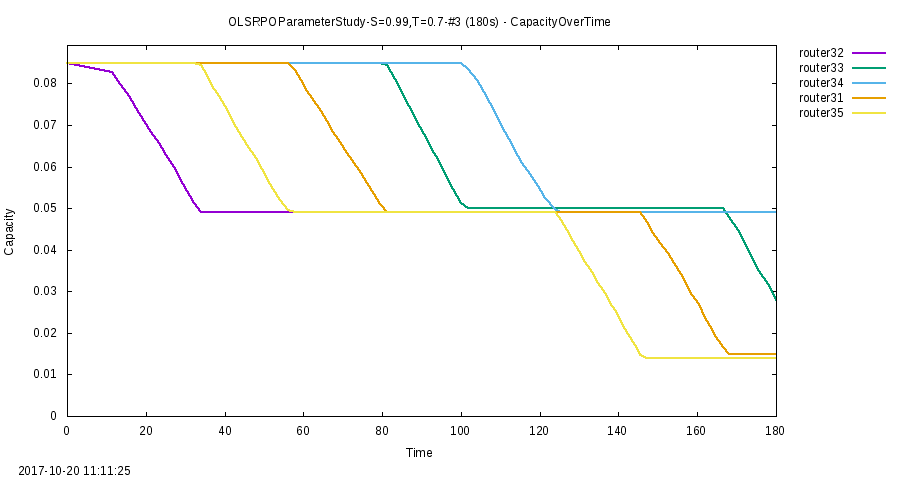 OLSRPOParameterStudy-S=0.99,T=0.7-#3 (180s) - CapacityOverTime
router32
router33
router34
router31
router35
0.08
0.07
0.06
0.05
0.04
0.03
0.02
0.01
0
Capacity
0 20 40 60 80 100 120 140 160 180
Time
2017-10-20 11:11:25